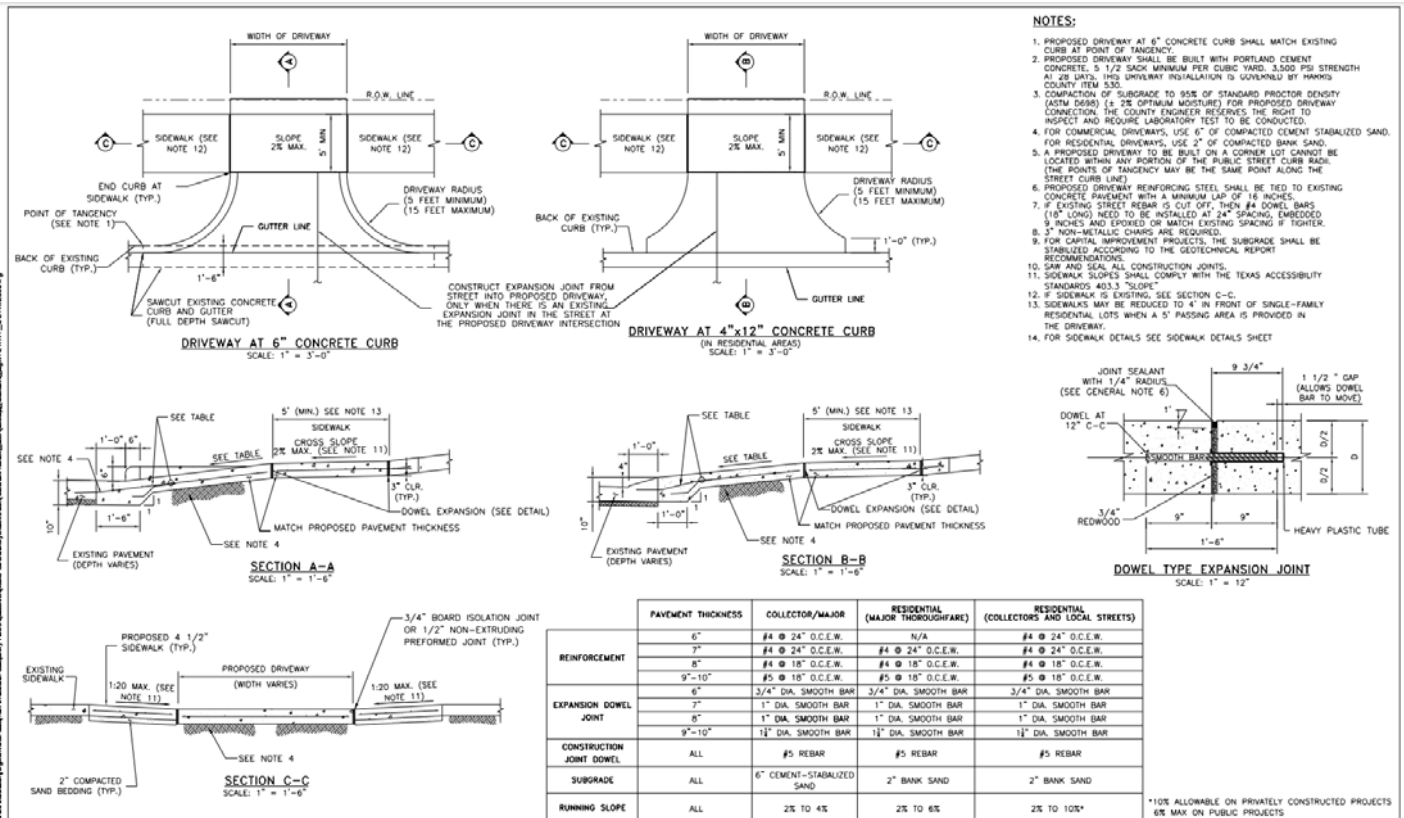 WIDTH OF DRIVEWAY
A
R.O.W. LINE
C
SIDEWALK (SEE
NOTE 12)
SLOPE
2% MAX.
5' MIN
SIDEWALK (SEE
NOTE 12)
C
END CURB AT
SIDEWALK (TYP.)
DRIVEWAY RADIUS
(5 FEET MINIMUM)
(15 FEET MAXIMUM)
POINT OF TANGENCY
(SEE NOTE 1)
GUTTER LINE
BACK OF EXISTING
CURB (TYP.)
1'-6"
SAWCUT EXISTING CONCRETE
CURB AND GUTTER
(FULL DEPTH SAWCUT)
A
CONSTRUCT EXPANSION JOINT FROM
STREET INTO PROPOSED DRIVEWAY,
ONLY WHEN THERE IS AN EXISTING
EXPANSION JOINT IN THE STREET AT
THE PROPOSED DRIVEWAY INTERSECTION
DRIVEWAY AT 6" CONCRETE CURB
SCALE: 1" = 3'-0"
WIDTH OF DRIVEWAY
B
R.O.W. LINE
C
SIDEWALK (SEE
NOTE 12)
SLOPE
2% MAX.
5' MIN
SIDEWALK (SEE
NOTE 12)
C
DRIVEWAY RADIUS
(5 FEET MINIMUM)
(15 FEET MAXIMUM)
BACK OF EXISTING
CURB (TYP.)
1'-0" (TYP.)
B
GUTTER LINE
DRIVEWAY AT 4"x12" CONCRETE CURB
(IN RESIDENTIAL AREAS)
SCALE: 1" = 3'-0"
NOTES:
1. PROPOSED DRIVEWAY AT 6" CONCRETE CURB SHALL MATCH EXISTING
CURB AT POINT OF TANGENCY.
2. PROPOSED DRIVEWAY SHALL BE BUILT WITH PORTLAND CEMENT
CONCRETE, 5 1/2 SACK MINIMUM PER CUBIC YARD. 3,500 PSI STRENGTH
AT 28 DAYS. THIS DRIVEWAY INSTALLATION IS GOVERNED BY HARRIS
COUNTY ITEM 530.
3. COMPACTION OF SUBGRADE TO 95% OF STANDARD PROCTOR DENSITY
(ASTM D698) (± 2% OPTIMUM MOISTURE) FOR PROPOSED DRIVEWAY
CONNECTION. THE COUNTY ENGINEER RESERVES THE RIGHT TO
INSPECT AND REQUIRE LABORATORY TEST TO BE CONDUCTED.
4. FOR COMMERCIAL DRIVEWAYS, USE 6" OF COMPACTED CEMENT STABALIZED SAND.
FOR RESIDENTIAL DRIVEWAYS, USE 2" OF COMPACTED BANK SAND.
5. A PROPOSED DRIVEWAY TO BE BUILT ON A CORNER LOT CANNOT BE
LOCATED WITHIN ANY PORTION OF THE PUBLIC STREET CURB RADII.
(THE POINTS OF TANGENCY MAY BE THE SAME POINT ALONG THE
STREET CURB LINE)
6. PROPOSED DRIVEWAY REINFORCING STEEL SHALL BE TIED TO EXISTING
CONCRETE PAVEMENT WITH A MINIMUM LAP OF 16 INCHES.
7. IF EXISTING STREET REBAR IS CUT OFF, THEN #4 DOWEL BARS
(18" LONG) NEED TO BE INSTALLED AT 24" SPACING, EMBEDDED
9 INCHES AND EPOXIED OR MATCH EXISTING SPACING IF TIGHTER.
8. 3" NON-METALLIC CHAIRS ARE REQUIRED.
9. FOR CAPITAL IMPROVEMENT PROJECTS, THE SUBGRADE SHALL BE
STABILIZED ACCORDING TO THE GEOTECHNICAL REPORT
RECOMMENDATIONS.
10. SAW AND SEAL ALL CONSTRUCTION JOINTS.
11. SIDEWALK SLOPES SHALL COMPLY WITH THE TEXAS ACCESSIBILITY
STANDARDS 403.3 "SLOPE"
12. IF SIDEWALK IS EXISTING, SEE SECTION C-C.
13. SIDEWALKS MAY BE REDUCED TO 4' IN FRONT OF SINGLE-FAMILY
RESIDENTIAL LOTS WHEN A 5' PASSING AREA IS PROVIDED IN
THE DRIVEWAY.
14. FOR SIDEWALK DETAILS SEE SIDEWALK DETAILS SHEET
SEE TABLE
5' (MIN.) SEE NOTE 13
SIDEWALK
1'-0"
6"
CROSS SLOPE
2% MAX. (SEE NOTE 11)
SEE NOTE 4
6"
SEE TABLE
3" CLR.
(TYP.)
1
1
10"
1'-6"
DOWEL EXPANSION (SEE DETAIL)
MATCH PROPOSED PAVEMENT THICKNESS
SEE NOTE 4
EXISTING PAVEMENT
(DEPTH VARIES)
SECTION A-A
SCALE: 1" = 1'-6"
SEE TABLE
5' (MIN.) SEE NOTE 13
SIDEWALK
1'-0"
CROSS SLOPE
2% MAX. (SEE NOTE 11)
4"
SEE TABLE
3" CLR.
(TYP.)
1
1
10"
1'-0"
DOWEL EXPANSION (SEE DETAIL)
MATCH PROPOSED PAVEMENT THICKNESS
SEE NOTE 4
EXISTING PAVEMENT
(DEPTH VARIES)
SECTION B-B
SCALE: 1" = 1'-6"
JOINT SEALANT
WITH 1/4" RADIUS
(SEE GENERAL NOTE 6)
9 3/4"
1 1/2 " GAP
(ALLOWS DOWEL
BAR TO MOVE)
1'
DOWEL AT
12" C-C
SMOOTH BAR
D/2
D/2
D
3/4"
REDWOOD
9"
9"
1'-6"
HEAVY PLASTIC TUBE
DOWEL TYPE EXPANSION JOINT
SCALE: 1" = 12"
3/4" BOARD ISOLATION JOINT
OR 1/2" NON-EXTRUDING
PREFORMED JOINT (TYP.)
PROPOSED 4 1/2"
SIDEWALK (TYP.)
EXISTING
SIDEWALK
PROPOSED DRIVEWAY
(WIDTH VARIES)
1:20 MAX. (SEE
NOTE 11)
1:20 MAX. (SEE
NOTE 11)
SEE NOTE 4
2" COMPACTED
SAND BEDDING (TYP.)
SECTION C-C
SCALE: 1" = 1'-6"
PAVEMENT THICKNESS COLLECTOR/MAJOR RESIDENTIAL (MAJOR THOROUGHFARE) RESIDENTIAL (COLLECTORS AND LOCAL STREETS)
REINFORCEMENT
6" #4 @ 24" O.C.E.W. N/A #4 @ 24" O.C.E.W.
7" #4 @ 24" O.C.E.W. #4 @ 24" O.C.E.W. #4 @ 24" O.C.E.W.
8" #4 @ 18" O.C.E.W. #4 @ 18" O.C.E.W. #4 @ 18" O.C.E.W.
9"-10" #5 @ 18" O.C.E.W. #5 @ 18" O.C.E.W. #5 @ 18" O.C.E.W.
EXPANSION DOWEL JOINT
6" 3/4" DIA. SMOOTH BAR 3/4" DIA. SMOOTH BAR 3/4" DIA. SMOOTH BAR
7" 1" DIA. SMOOTH BAR 1" DIA. SMOOTH BAR 1" DIA. SMOOTH BAR
8" 1" DIA. SMOOTH BAR 1" DIA. SMOOTH BAR 1" DIA. SMOOTH BAR
9"-10" 1¼" DIA. SMOOTH BAR 1¼" DIA. SMOOTH BAR 1¼" DIA. SMOOTH BAR
CONSTRUCTION JOINT DOWEL ALL #5 REBAR #5 REBAR #5 REBAR
SUBGRADE ALL 6" CEMENT-STABALIZED SAND 2" BANK SAND 2" BANK SAND
RUNNING SLOPE ALL 2% TO 4% 2% TO 6% 2% TO 10%*
*10% ALLOWABLE ON PRIVATELY CONSTRUCTED PROJECTS
6% MAX ON PUBLIC PROJECTS